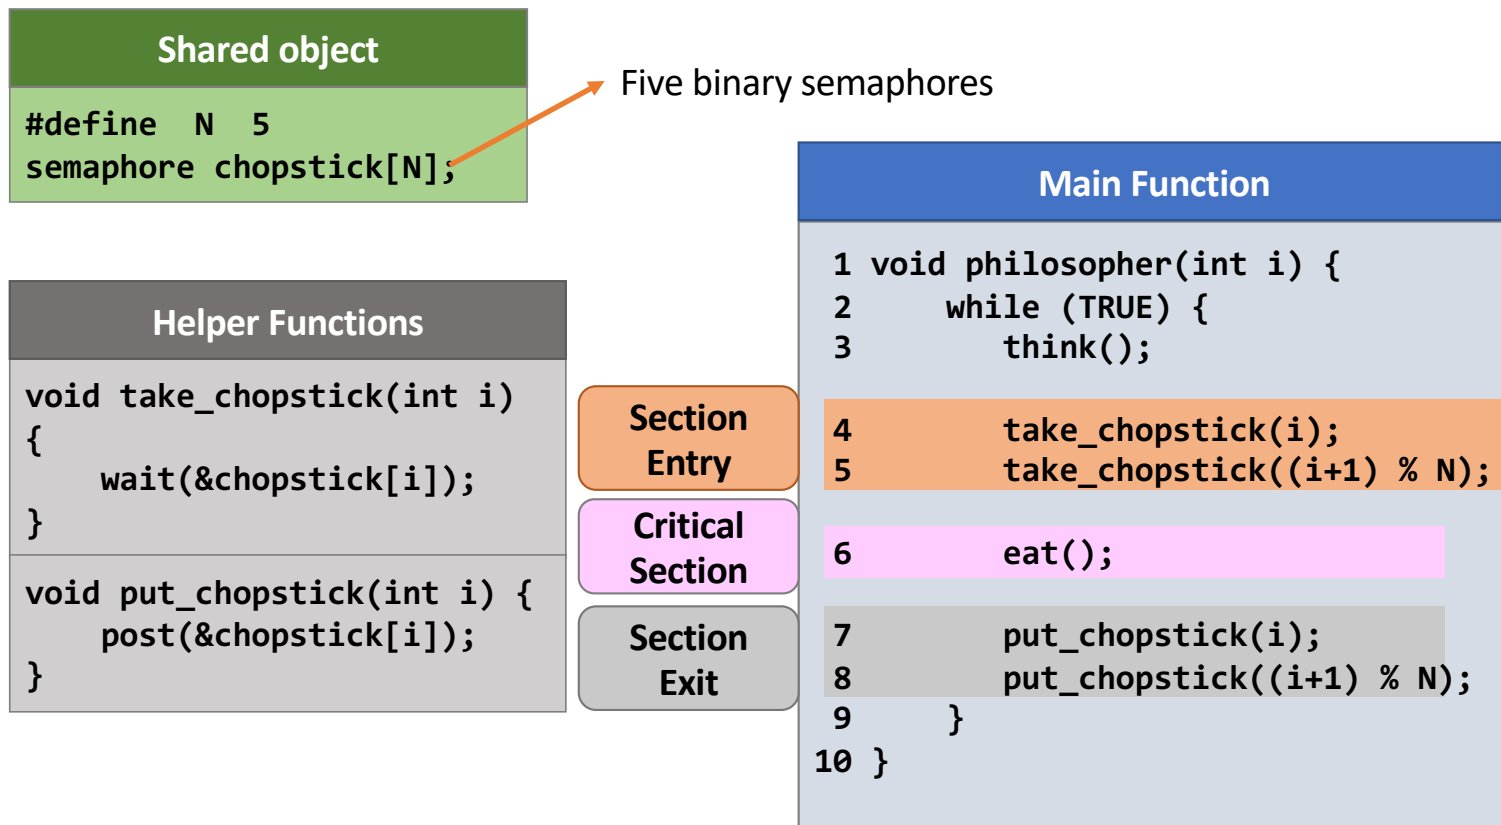 Shared object
#define  N  5
semaphore chopstick[N];
Five binary semaphores
Helper Functions
void take_chopstick(int i)
{
    wait(&chopstick[i]);
}
void put_chopstick(int i) {
    post(&chopstick[i]);
}
Section
Entry
Critical
Section
Section
Exit
Main Function
1 void philosopher(int i) {
2     while (TRUE) {
3        think();
4        take_chopstick(i);
5        take_chopstick((i+1) % N);
6        eat();
7        put_chopstick(i);
8        put_chopstick((i+1) % N);
9     }
10 }